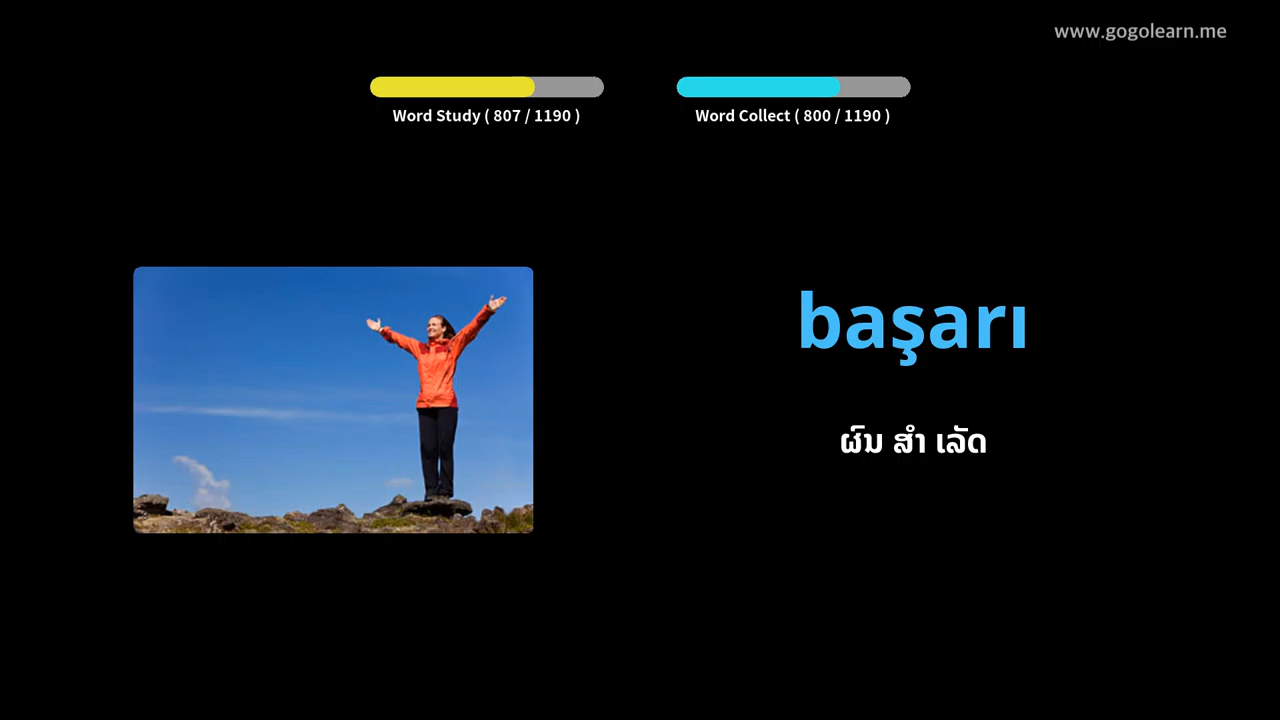 www.gogolearn.me
Word Study ( 807 / 1190 )
Word Collect ( 800 / 1190 )
başarı
ຜົນ ສຳ ເລັດ